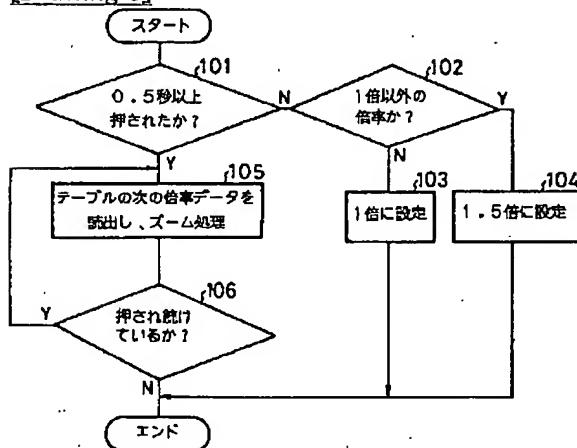 スタート
101
0.5秒以上
押されたか?
N
Y
102
1倍以外の
倍率か?
Y
N
105
テーブルの次の倍率データを
読出し、ズーム処理
103
1倍に設定
104
1.5倍に設定
106
押され続け
ているか?
Y
N
エンド